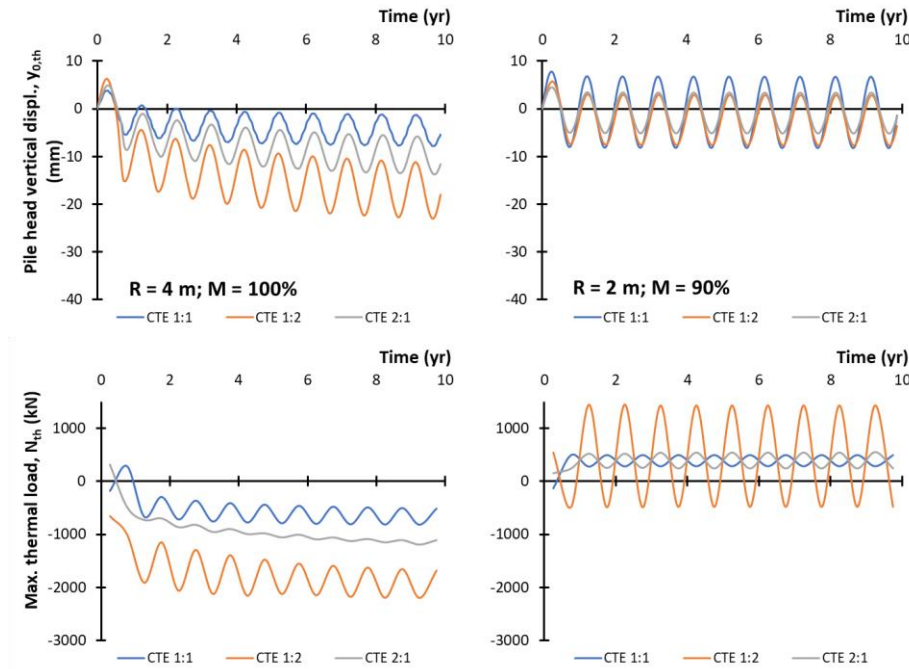 Time (yr)
0 2 4 6 8 10
10
0
-10
-20
-30
-40
Pile head vertical displ., y0,th
(mm)
R = 4 m; M = 100%
CTE 1:1 CTE 1:2 CTE 2:1
Time (yr)
0 2 4 6 8 10
10
0
-10
-20
-30
-40
R = 2 m; M = 90%
CTE 1:1 CTE 1:2 CTE 2:1
Time (yr)
0 2 4 6 8 10
1000
0
-1000
-2000
-3000
Max. thermal load, Nth (kN)
CTE 1:1 CTE 1:2 CTE 2:1
Time (yr)
0 2 4 6 8 10
1000
0
-1000
-2000
-3000
CTE 1:1 CTE 1:2 CTE 2:1